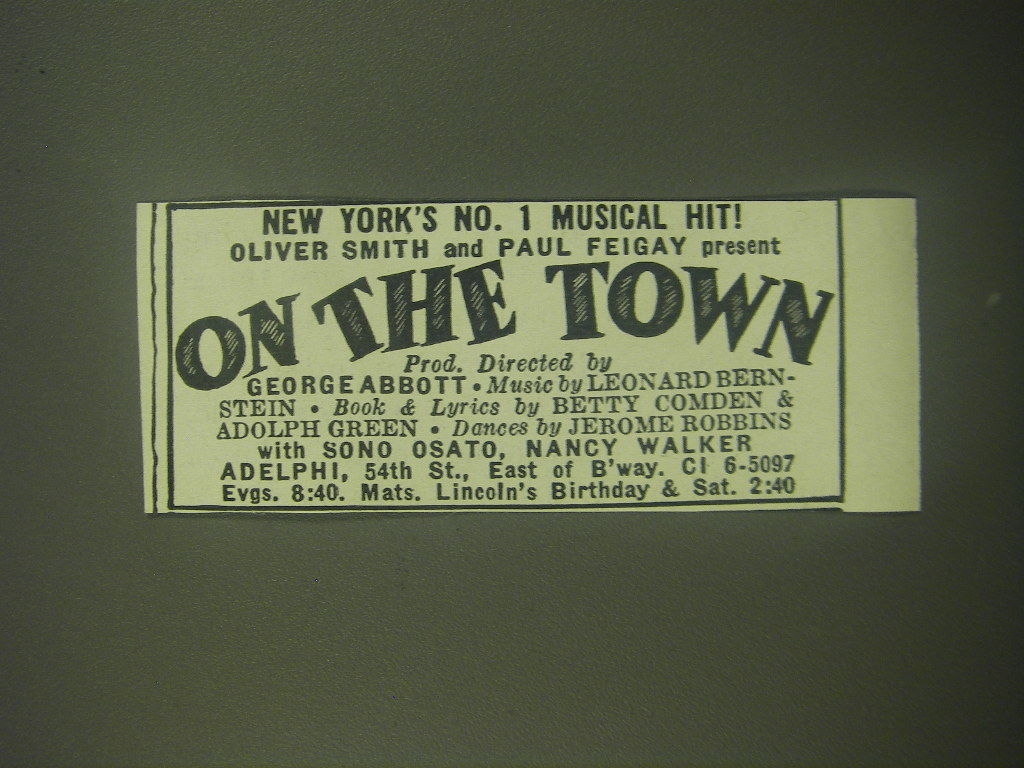 NEW YORK'S NO. 1 MUSICAL HIT!
OLIVER SMITH and PAUL FEIGAY present
ON THE TOWN
Prod. Directed by
GEORGE ABBOTT • Music by LEONARD BERN-
STEIN • Book & Lyrics by BETTY COMDEN &
ADOLPH GREEN • Dances by JEROME ROBBINS
with SONO OSATO, NANCY WALKER
ADELPHI, 54th St., East of B'way. CI 6-5097
Evgs. 8:40. Mats. Lincoln's Birthday & Sat. 2:40